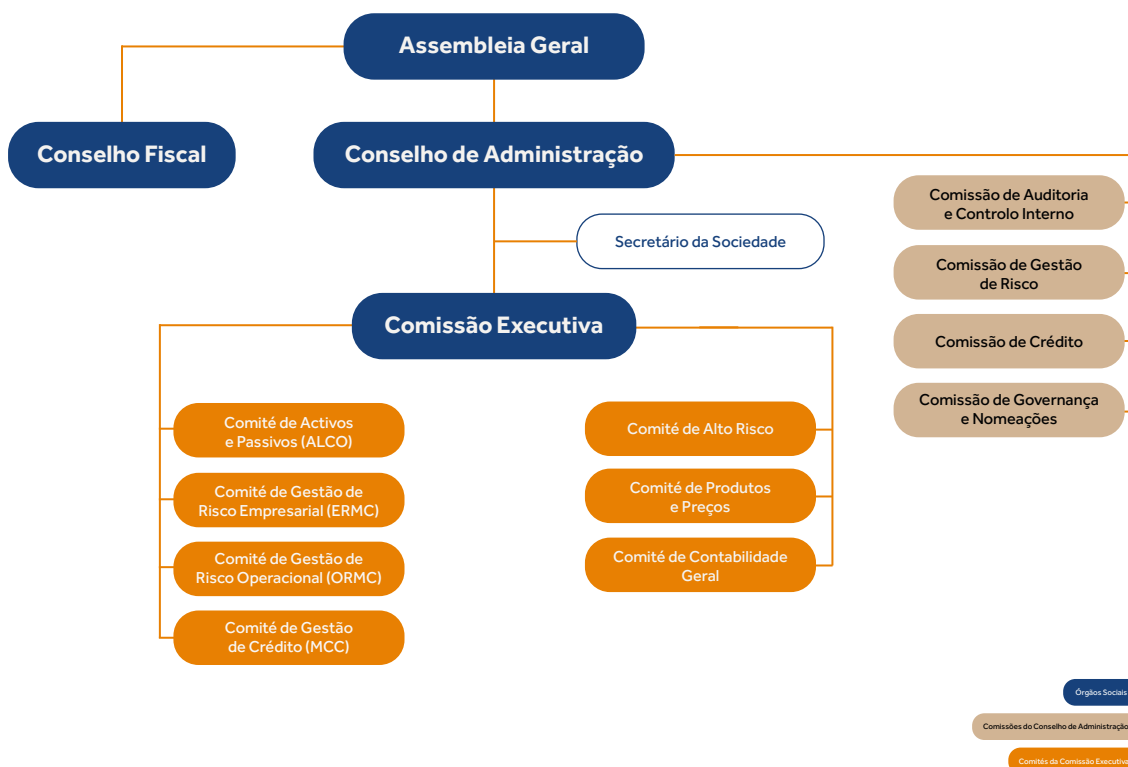 Assembleia Geral
Conselho Fiscal
Conselho de Administração
Comissão de Auditoria
e Controlo Interno
Secretário da Sociedade
Comissão de Gestão
de Risco
Comissão Executiva
Comissão de Crédito
Comissão de Governança
e Nomeações
Comité de Activos
e Passivos (ALCO)
Comité de Gestão de
Risco Empresarial (ERMC)
Comité de Gestão de
Risco Operacional (ORMC)
Comité de Gestão
de Crédito (MCC)
Comité de Alto Risco
Comité de Produtos
e Preços
Comité de Contabilidade
Geral
Órgãos Sociais
Comissões do Conselho de Administração
Comités da Comissão Executiva